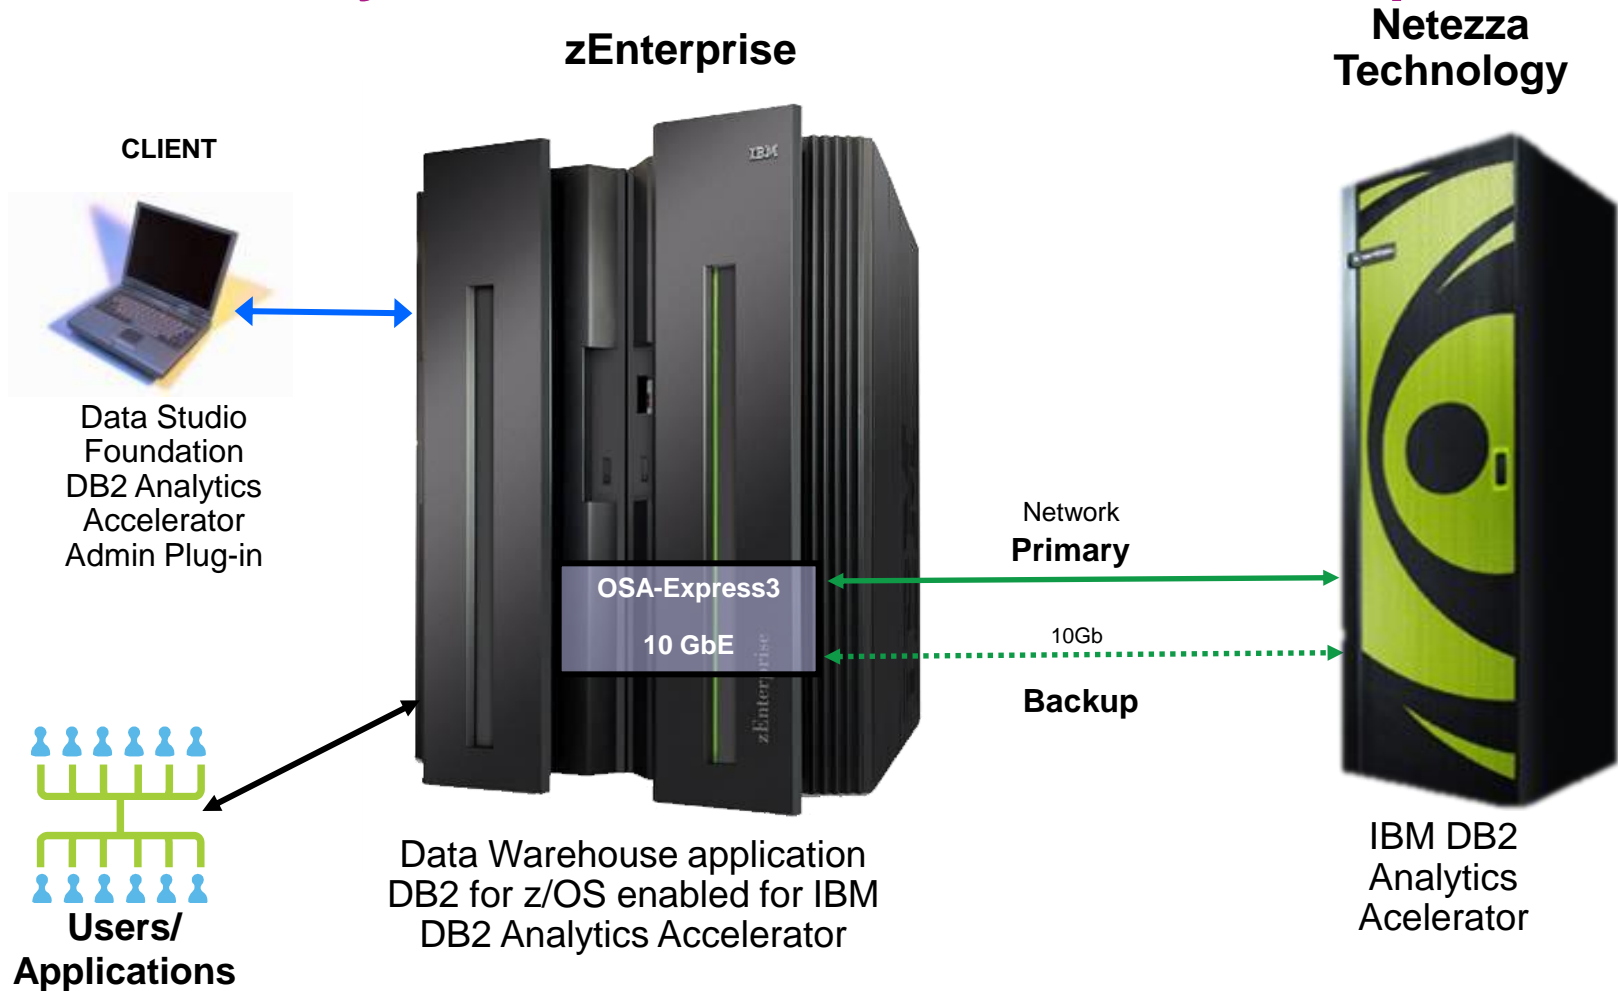 zEnterprise
Netezza
Technology
CLIENT
IBM
Data Studio
Foundation
DB2 Analytics
Accelerator
Admin Plug-in
Network
Primary
OSA-Express3
10 GbE
10Gb
Backup
zEnterprise
Users/
Applications
Data Warehouse application
DB2 for z/OS enabled for IBM
DB2 Analytics Accelerator
IBM DB2
Analytics
Acelerator